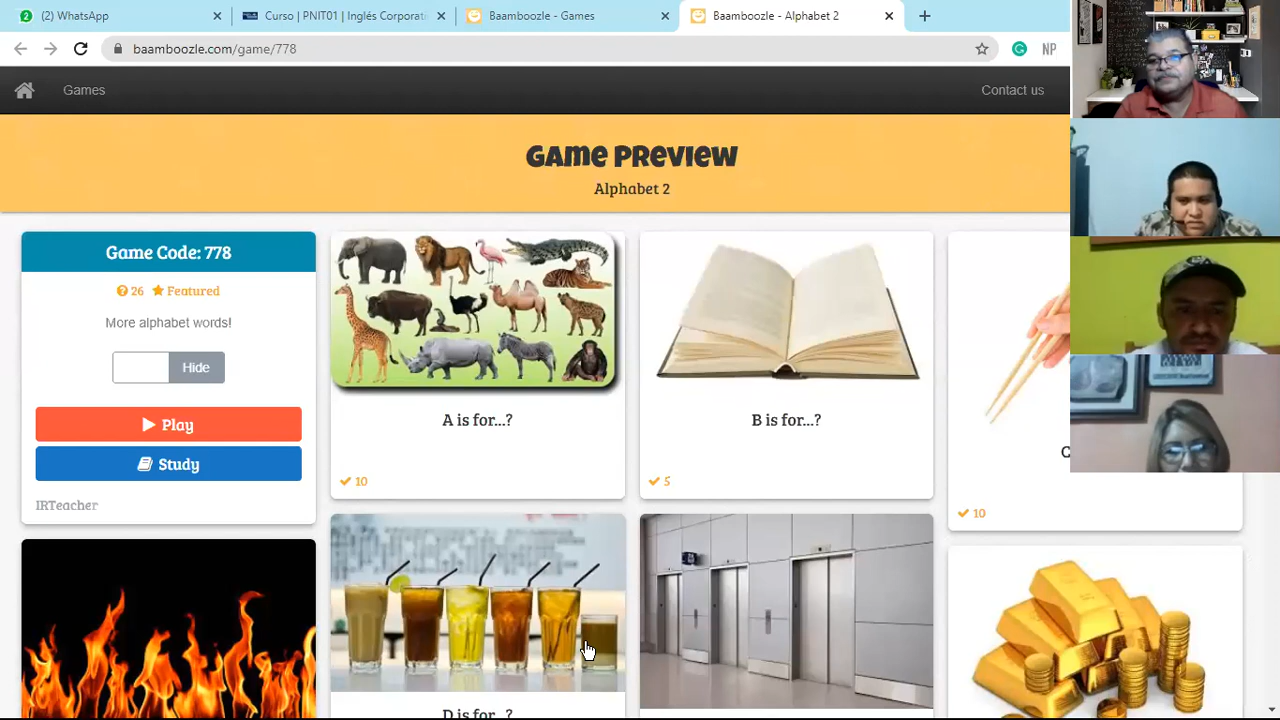 (2) WhatsApp
Curso | PNIT01 | Inglés Corporat
Baamboozle - Games
Baamboozle - Alphabet 2
baamboozle.com/game/778
NP
Games
Contact us
Game Preview
Alphabet 2
Game Code: 778
26 Featured
More alphabet words!
Hide
Play
Study
IRTeacher
A is for...?
10
B is for...?
5
C
10
D is for...?